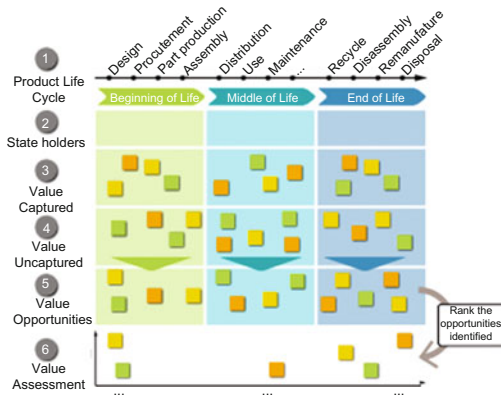 Design
Procutement
Part production
Assembly
Distribution
Use
Maintenance
...
Recycle
Disassembly
Remanufature
Disposal
1
Product Life
Cycle
Beginning of Life
Middle of Life
End of Life
2
State holders
3
Value
Captured
4
Value
Uncaptured
5
Value
Opportunities
Rank the
opportunities
identified
6
Value
Assessment
... ... ...